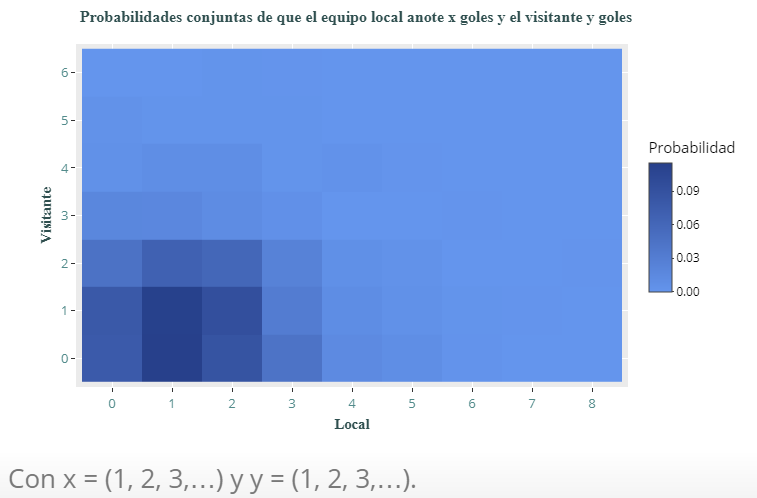 Probabilidades conjuntas de que el equipo local anote x goles y el visitante y goles
6
5
4
3
2
1
0
Visitante
0 1 2 3 4 5 6 7 8
Local
Probabilidad
0.09
0.06
0.03
0.00
Con x = (1, 2, 3,...) y y = (1, 2, 3,...).